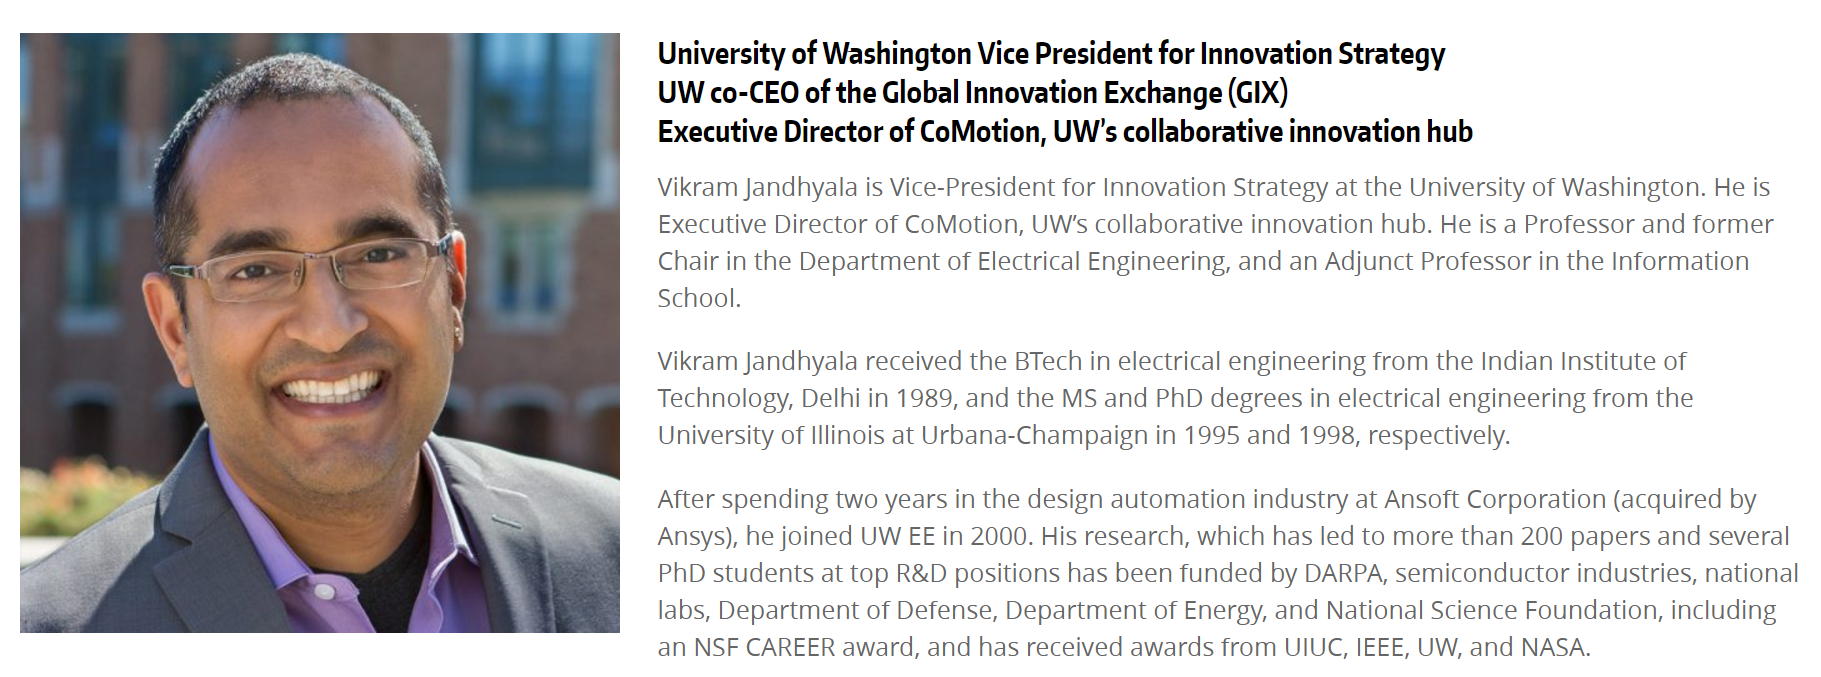 University of Washington Vice President for Innovation Strategy
UW co-CEO of the Global Innovation Exchange (GIX)
Executive Director of CoMotion, UW’s collaborative innovation hub
Vikram Jandhyala is Vice-President for Innovation Strategy at the University of Washington. He is
Executive Director of CoMotion, UW’s collaborative innovation hub. He is a Professor and former
Chair in the Department of Electrical Engineering, and an Adjunct Professor in the Information
School.
Vikram Jandhyala received the BTech in electrical engineering from the Indian Institute of
Technology, Delhi in 1989, and the MS and PhD degrees in electrical engineering from the
University of Illinois at Urbana-Champaign in 1995 and 1998, respectively.
After spending two years in the design automation industry at Ansoft Corporation (acquired by
Ansys), he joined UW EE in 2000. His research, which has led to more than 200 papers and several
PhD students at top R&D positions has been funded by DARPA, semiconductor industries, national
labs, Department of Defense, Department of Energy, and National Science Foundation, including
an NSF CAREER award, and has received awards from UIUC, IEEE, UW, and NASA.